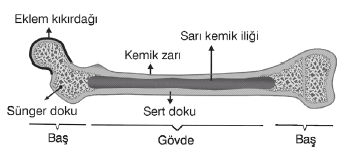 Eklem kıkırdağı
Sarı kemik iliği
Kemik zarı
Sünger doku
Sert doku
Baş
Gövde
Baş